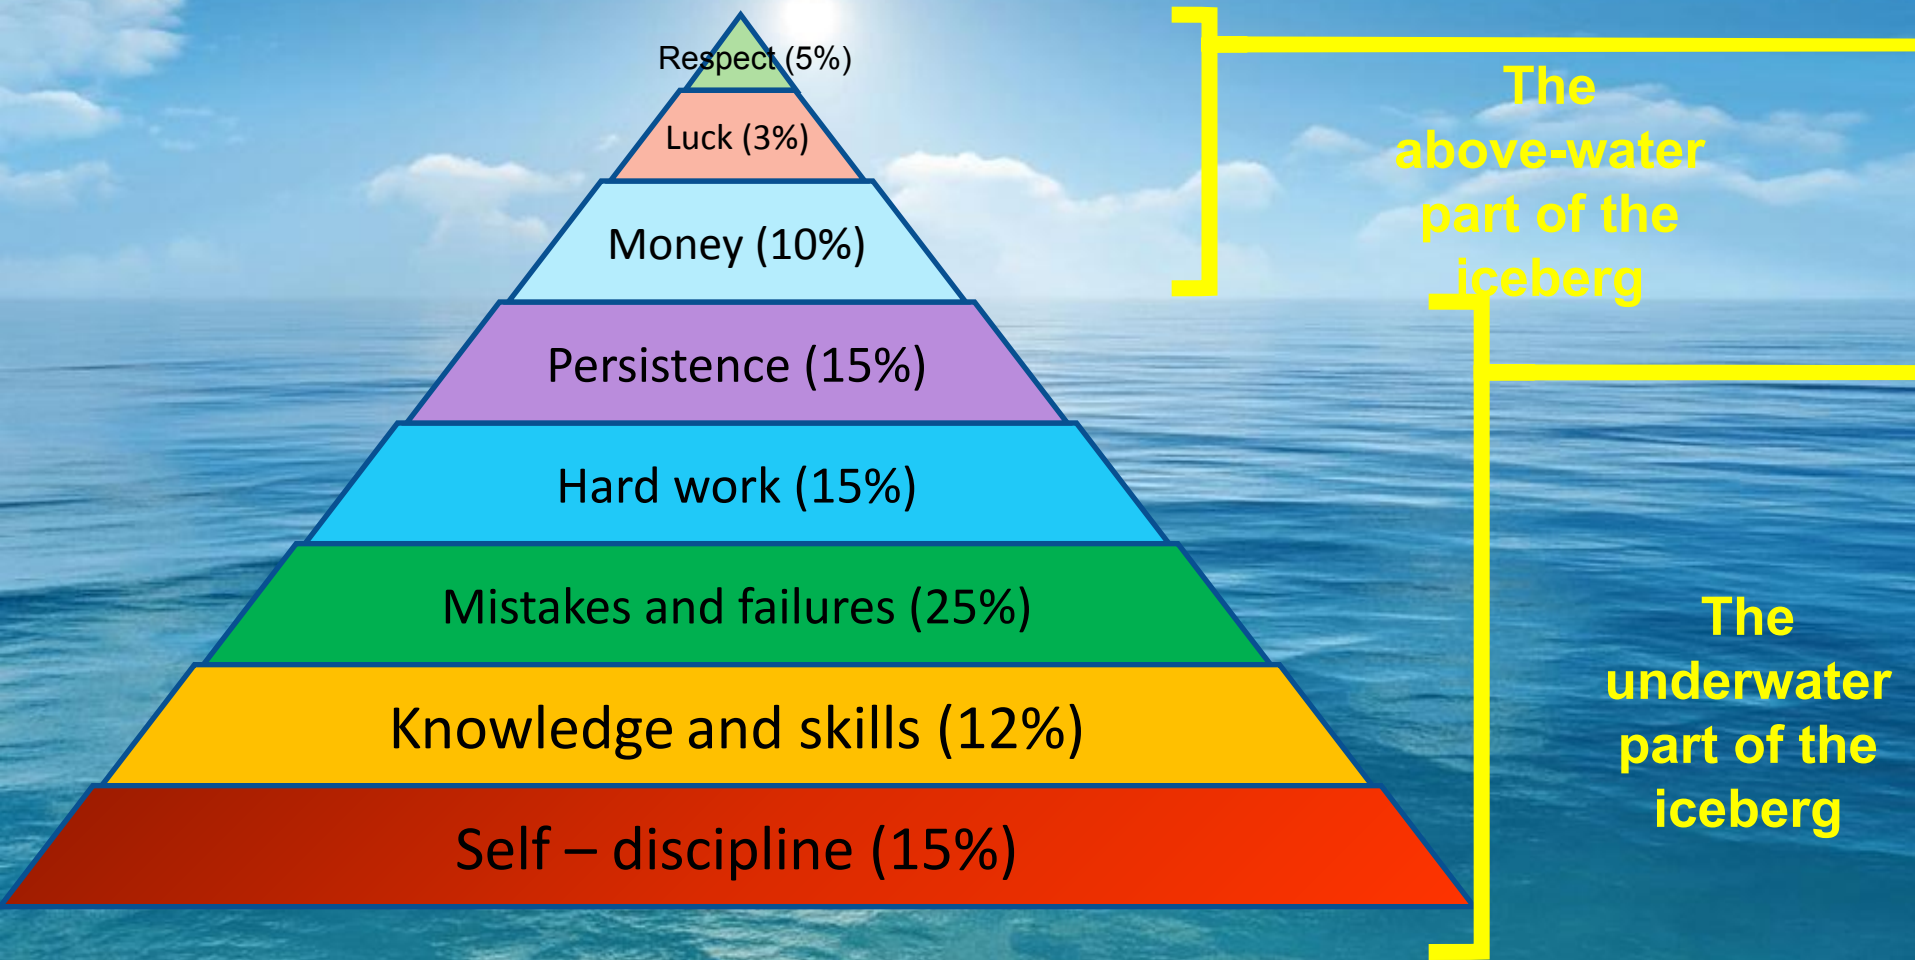 Respect (5%)
Luck (3%)
Money (10%)
Persistence (15%)
Hard work (15%)
Mistakes and failures (25%)
Knowledge and skills (12%)
Self – discipline (15%)
The
above-water
part of the
iceberg
The
underwater
part of the
iceberg